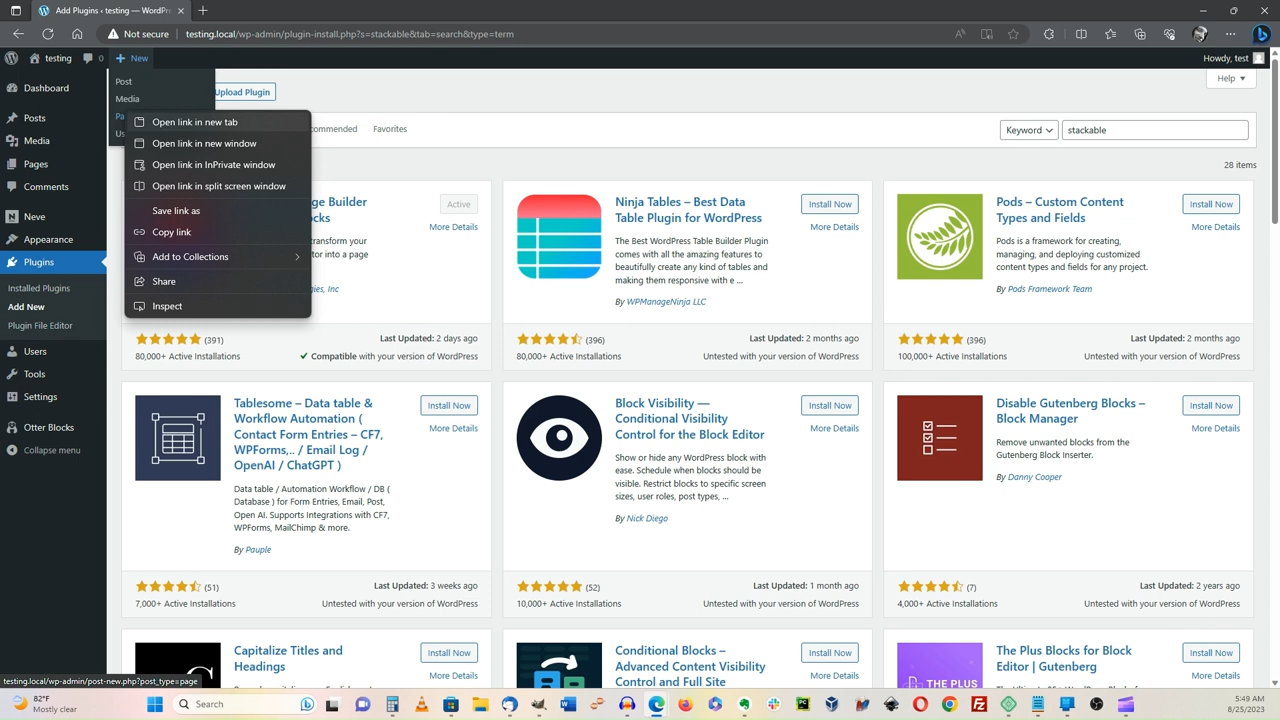 Add Plugins ‹ testing — WordPr
Not secure
testing.local/wp-admin/plugin-install.php?s=stackable&tab=search&type=term
testing
0
New
Howdy, test
Post
Media
Pa
Us
Upload Plugin
Help
Open link in new tab
Open link in new window
Open link in InPrivate window
Open link in split screen window
Save link as
Copy link
Add to Collections
Share
Inspect
Dashboard
Posts
Media
Pages
Comments
Neve
Appearance
Plugins
Installed Plugins
Add New
Plugin File Editor
Users
Tools
Settings
Otter Blocks
Collapse menu
commended
Favorites
Keyword
stackable
28 items
ge Builder
ocks
Active
More Details
transform your
tor into a page
gies, Inc
(391)
Last Updated: 2 days ago
80,000+ Active Installations
Compatible with your version of WordPress
Ninja Tables – Best Data
Table Plugin for WordPress
Install Now
More Details
The Best WordPress Table Builder Plugin
comes with all the amazing features to
beautifully create any kind of tables and
making them responsive with e ...
By WPManageNinja LLC
(396)
Last Updated: 2 months ago
80,000+ Active Installations
Untested with your version of WordPress
Pods – Custom Content
Types and Fields
Install Now
More Details
Pods is a framework for creating,
managing, and deploying customized
content types and fields for any project.
By Pods Framework Team
(396)
Last Updated: 2 months ago
100,000+ Active Installations
Untested with your version of WordPress
Tablesome – Data table &
Workflow Automation (
Contact Form Entries – CF7,
WPForms,.. / Email Log /
OpenAI / ChatGPT )
Install Now
More Details
Data table / Automation Workflow / DB (
Database ) for Form Entries, Email, Post,
Open AI. Supports Integrations with CF7,
WPForms, MailChimp & more.
By Pauple
(51)
Last Updated: 3 weeks ago
7,000+ Active Installations
Untested with your version of WordPress
Block Visibility —
Conditional Visibility
Control for the Block Editor
Install Now
More Details
Show or hide any WordPress block with
ease. Schedule when blocks should be
visible. Restrict blocks to specific screen
sizes, user roles, post types, ...
By Nick Diego
(52)
Last Updated: 1 month ago
10,000+ Active Installations
Untested with your version of WordPress
Disable Gutenberg Blocks –
Block Manager
Install Now
More Details
Remove unwanted blocks from the
Gutenberg Block Inserter.
By Danny Cooper
(7)
Last Updated: 2 years ago
4,000+ Active Installations
Untested with your version of WordPress
Capitalize Titles and
Headings
Install Now
More Details
Conditional Blocks –
Advanced Content Visibility
Control and Full Site
Install Now
More Details
THE PLUS
The Plus Blocks for Block
Editor | Gutenberg
Install Now
More Details
testing.local/wp-admin/post-new.php?post_type=page
82°F
Mostly clear
Search
5:49 AM
8/25/2023